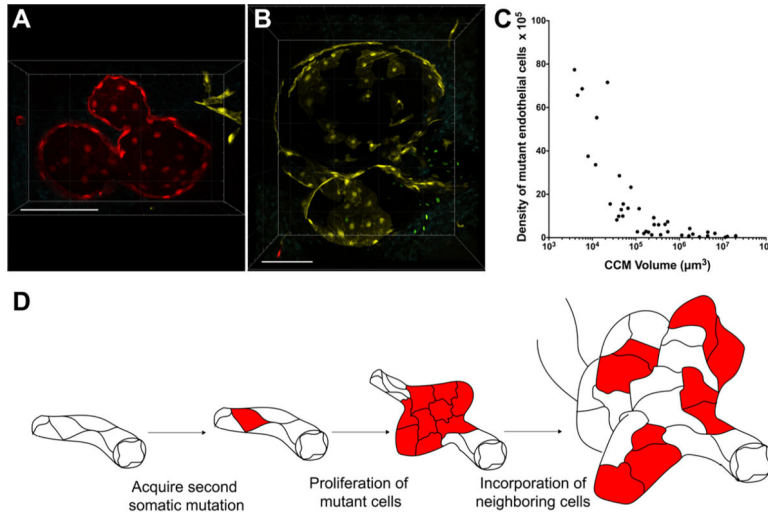 A
B
C
Density of mutant endothelial cells x 10⁵
100
80
60
40
20
0
10³ 10⁴ 10⁵ 10⁶ 10⁷ 10⁸
CCM Volume (µm³)
D
Acquire second
somatic mutation
Proliferation of
mutant cells
Incorporation of
neighboring cells